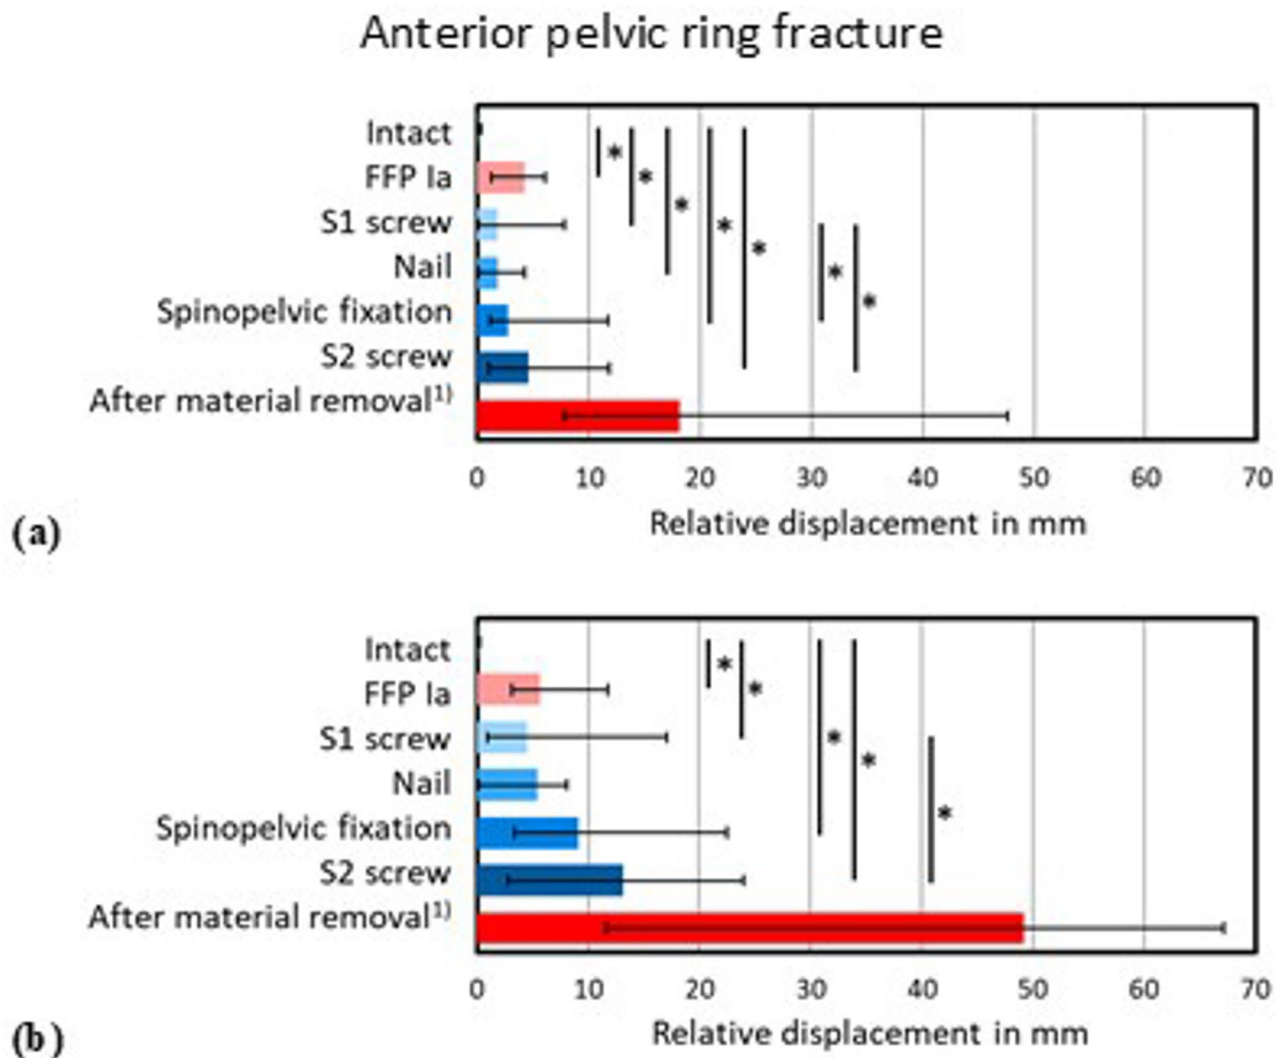 Anterior pelvic ring fracture
Intact
FFP Ia
S1 screw
Nail
Spinopelvic fixation
S2 screw
After material removal1)
* * * * * * *
0 10 20 30 40 50 60 70
Relative displacement in mm
(a)
Intact
FFP Ia
S1 screw
Nail
Spinopelvic fixation
S2 screw
After material removal1)
* * * * *
0 10 20 30 40 50 60 70
Relative displacement in mm
(b)